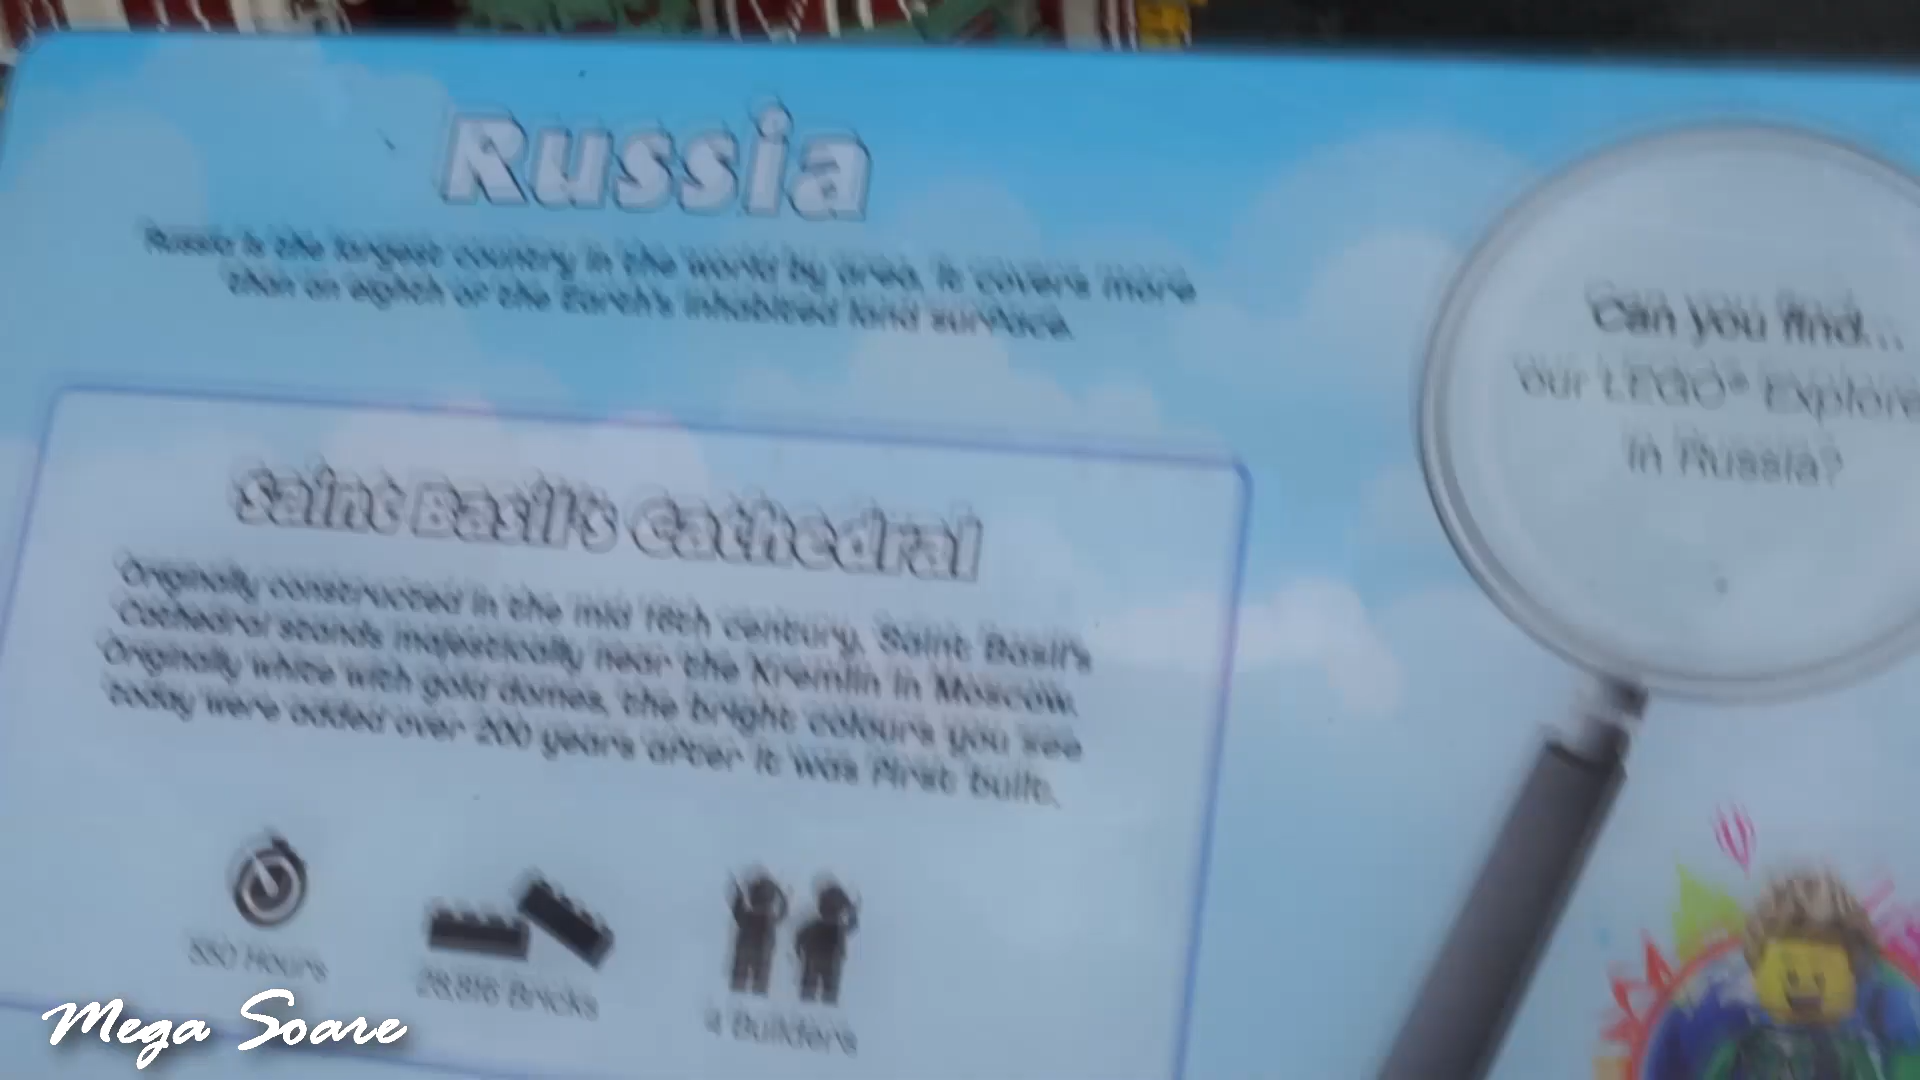 Russia
Russia is the largest country in the world by area. It covers more
than an eighth of the Earth's inhabited land surface.
Can you find...
our LEGO® Explore
in Russia?
Saint Basil's Cathedral
Originally constructed in the mid 16th century, Saint Basil's
Cathedral stands majestically near the Kremlin in Moscow.
Originally white with gold domes, the bright colours you see
today were added over 200 years after it was first built.
Hours
Bricks
4 Builders
Mega Soare